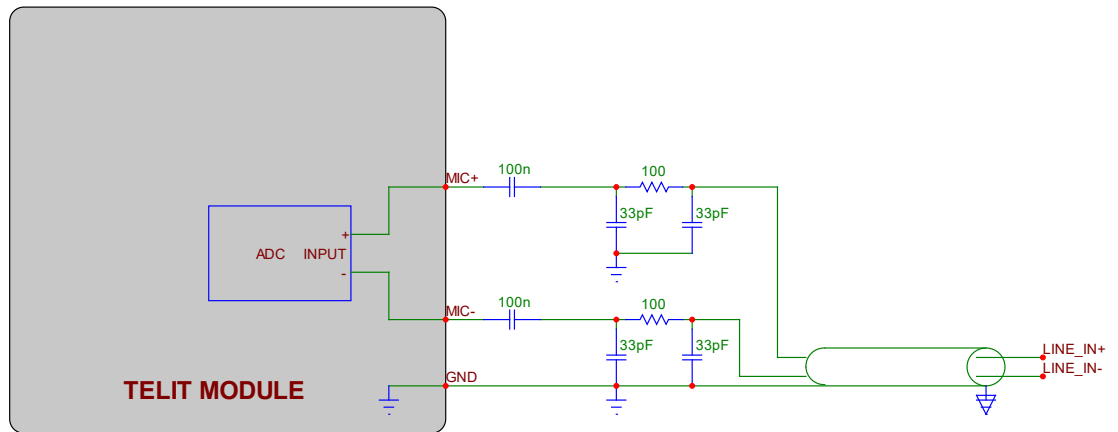 100n
100
MIC+
33pF
33pF
+
ADC INPUT
-
100n
100
MIC-
33pF
33pF
LINE_IN+
LINE_IN-
GND
TELIT MODULE